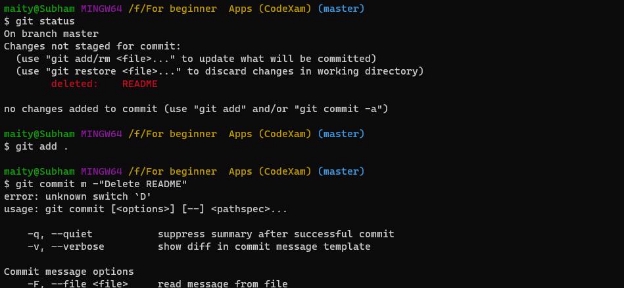 maity@Subham MINGW64 /f/For beginner  Apps (CodeXam) (master)
$ git status
On branch master
Changes not staged for commit:
  (use "git add/rm <file>..." to update what will be committed)
  (use "git restore <file>..." to discard changes in working directory)
        deleted:    README

no changes added to commit (use "git add" and/or "git commit -a")

maity@Subham MINGW64 /f/For beginner  Apps (CodeXam) (master)
$ git add .

maity@Subham MINGW64 /f/For beginner  Apps (CodeXam) (master)
$ git commit m -"Delete README"
error: unknown switch `D'
usage: git commit [<options>] [--] <pathspec>...

    -q, --quiet           suppress summary after successful commit
    -v, --verbose         show diff in commit message template

Commit message options
    -F, --file <file>     read message from file